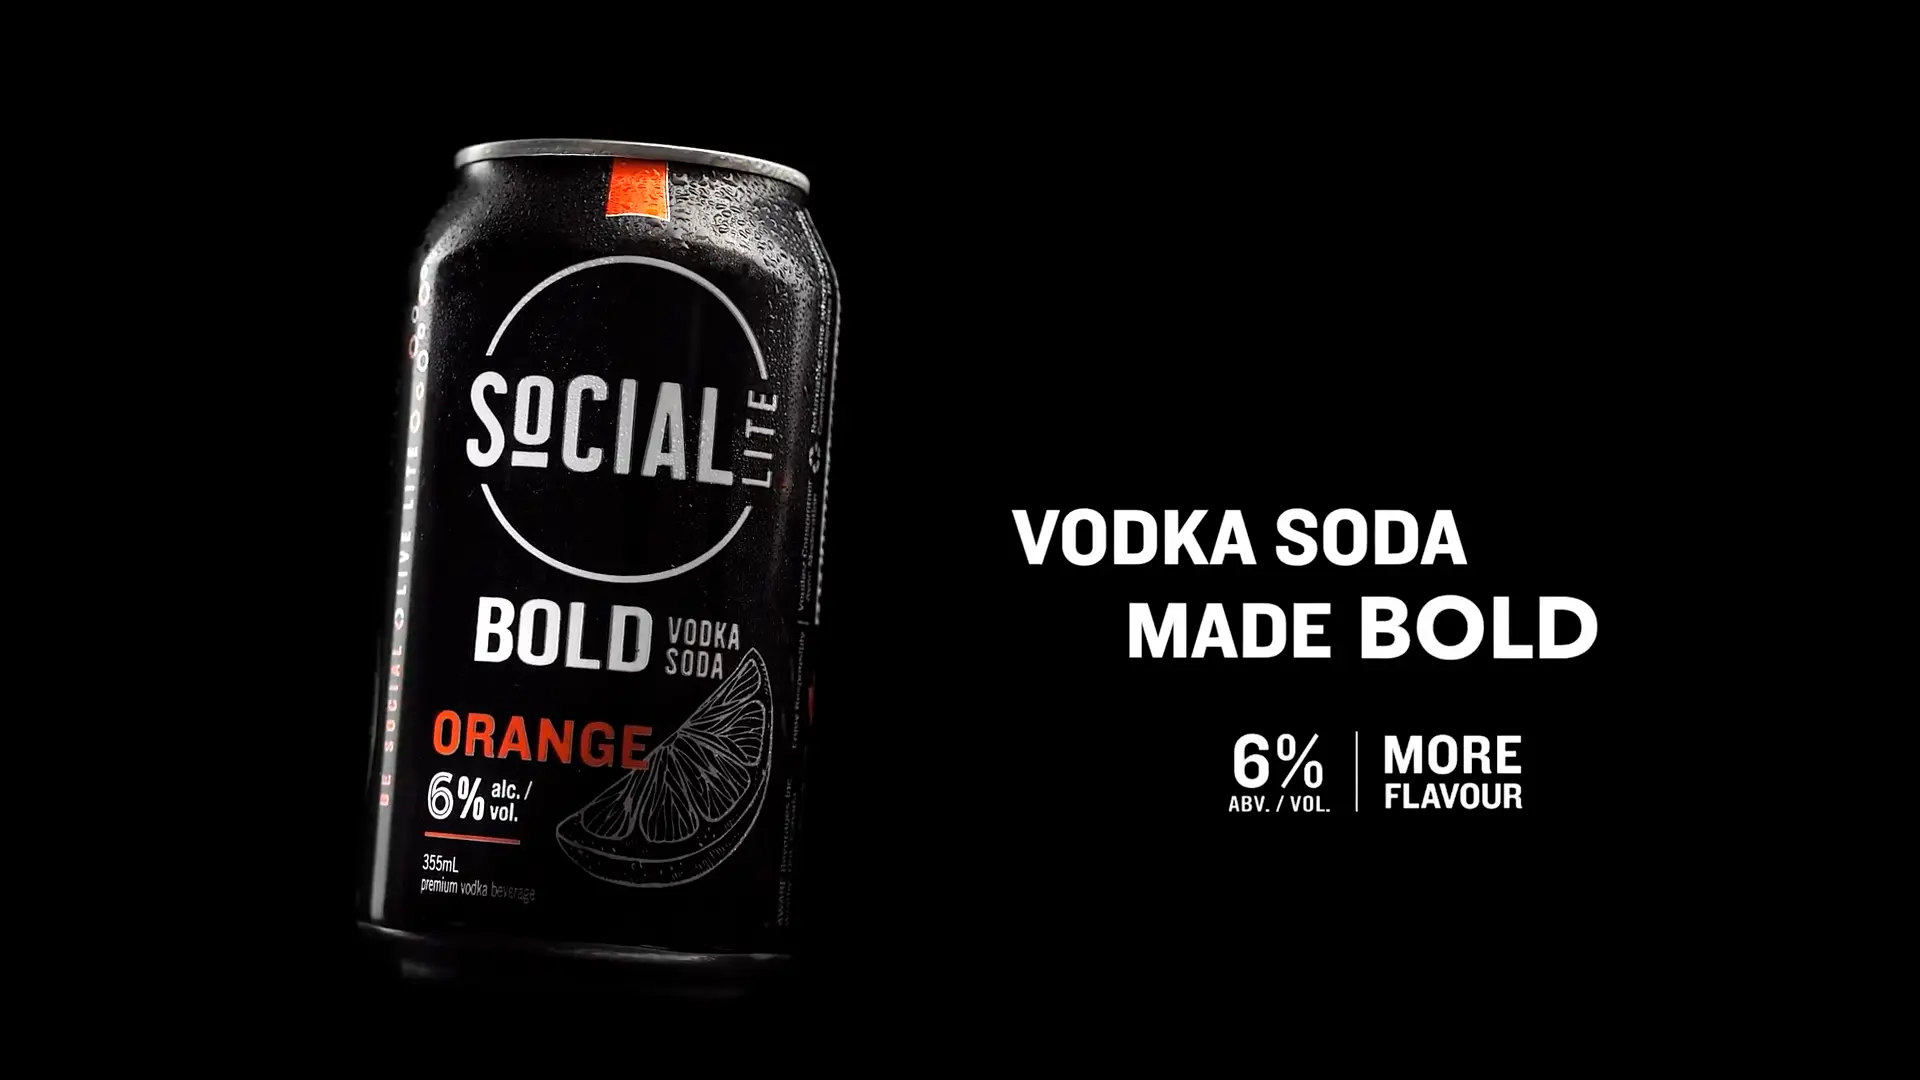 SOCIAL
LITE
BOLD
VODKA
SODA
ORANGE
6% alc. /
vol.
355mL
premium vodka beverage
BE SOCIAL LIVE LITE
VODKA SODA
MADE BOLD
6%
ABV. / VOL.
MORE
FLAVOUR